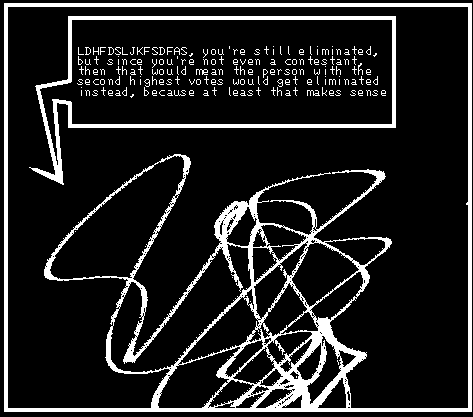 LDHFDSLJKFSDFAS, you're still eliminated,
but since you're not even a contestant,
then that would mean the person with the
second highest votes would get eliminated
instead, because at least that makes sense